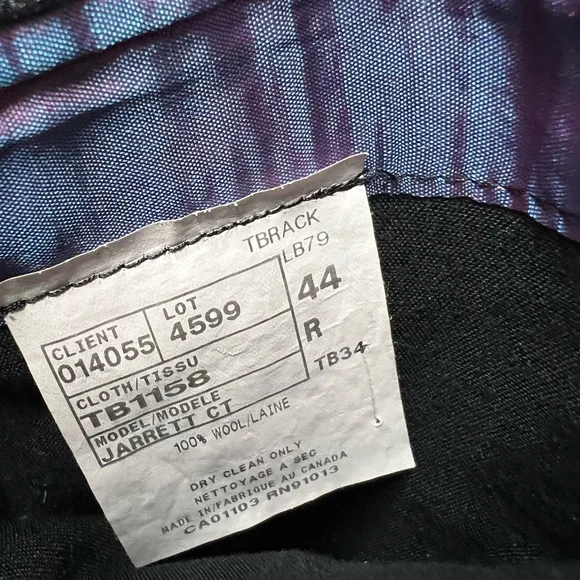 TBRACK
LB79
CLIENT LOT
014055 4599 44
CLOTH/TISSU
TB1158 R
MODEL/MODELE
JARRETT CT TB34
100% WOOL/LAINE
DRY CLEAN ONLY
NETTOYAGE A SEC
MADE IN/FABRIQUE AU CANADA
CA01103 RN91013